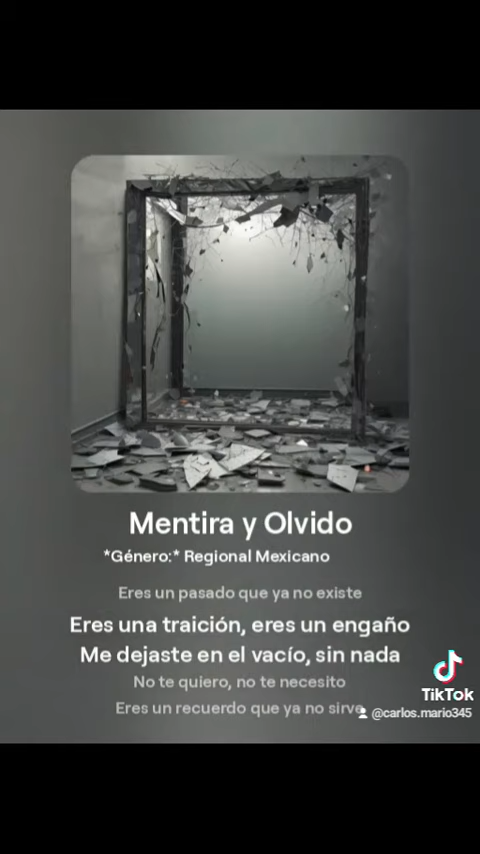 Mentira y Olvido
*Género:* Regional Mexicano
Eres un pasado que ya no existe
Eres una traición, eres un engaño
Me dejaste en el vacío, sin nada
No te quiero, no te necesito
Eres un recuerdo que ya no sirve
TikTok
@carlos.mario345